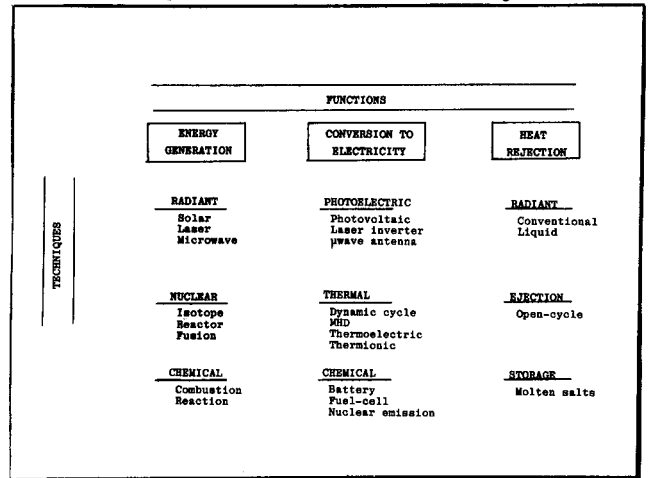 FUNCTIONS
ENERGY
GENERATION
CONVERSION TO
ELECTRICITY
HEAT
REJECTION
TECHNIQUES
RADIANT
Solar
Laser
Microwave
PHOTOELECTRIC
Photovoltaic
Laser inverter
μwave antenna
RADIANT
Conventional
Liquid
NUCLEAR
Isotope
Reactor
Fusion
THERMAL
Dynamic cycle
MHD
Thermoelectric
Thermionic
EJECTION
Open-cycle
CHEMICAL
Combustion
Reaction
CHEMICAL
Battery
Fuel-cell
Nuclear emission
STORAGE
Molten salts